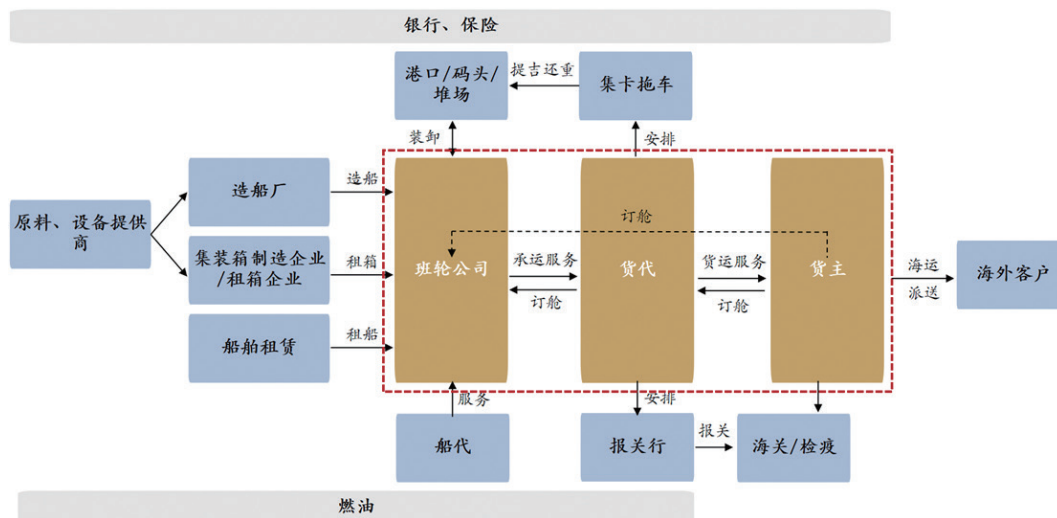 银行、保险
港口/码头/
堆场
提吉还重
集卡拖车
装卸
安排
造船厂
造船
原料、设备提供
商
集装箱制造企业
/租箱企业
租箱
船舶租赁
租船
订舱
班轮公司
承运服务
订舱
货代
货运服务
订舱
货主
海运
派送
海外客户
服务
安排
船代
报关行
报关
海关/检疫
燃油